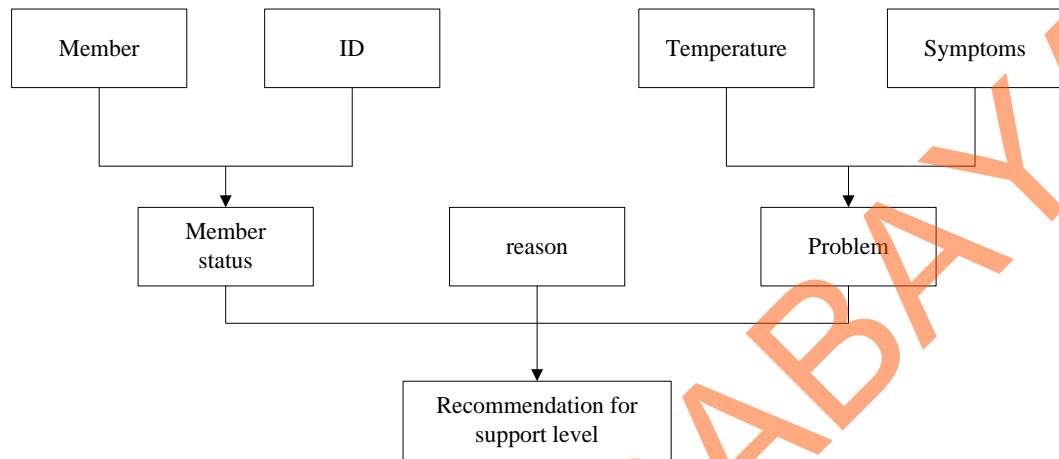 Member
ID
Temperature
Symptoms
Member
status
reason
Problem
Recommendation for
support level
ABAY